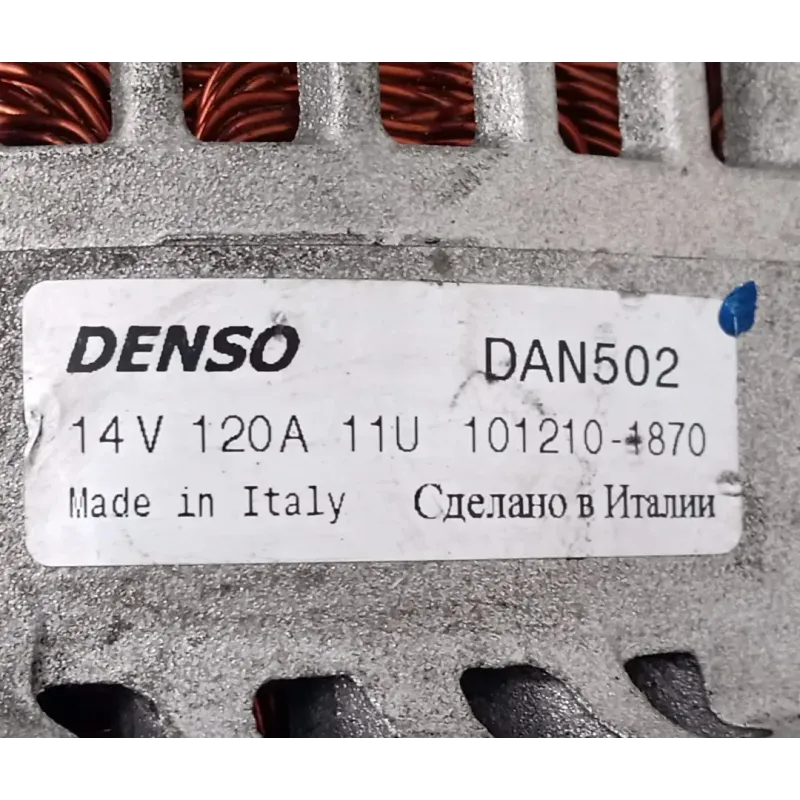 DENSO DAN502
14V 120A 11U 101210-1870
Made in Italy Сделано в Италии